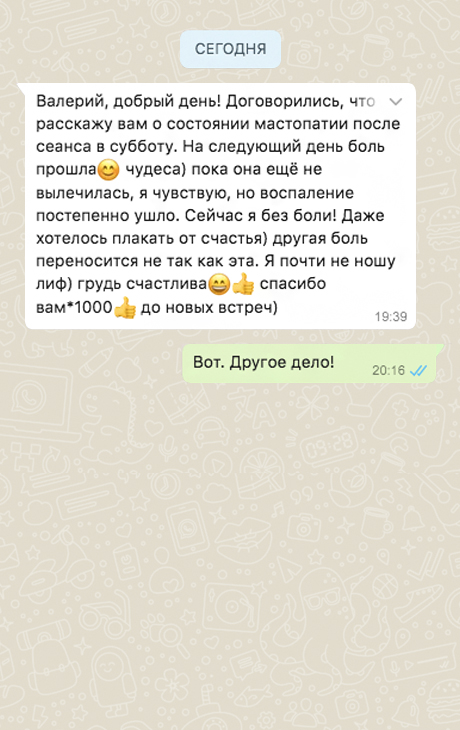 СЕГОДНЯ
Валерий, добрый день! Договорились, что
расскажу вам о состоянии мастопатии после
сеанса в субботу. На следующий день боль
прошла😊 чудеса) пока она ещё не
вылечилась, я чувствую, но воспаление
постепенно ушло. Сейчас я без боли! Даже
хотелось плакать от счастья) другая боль
переносится не так как эта. Я почти не ношу
лиф) грудь счастлива😄👍 спасибо
вам*1000👍 до новых встреч)
19:39
Вот. Другое дело!
20:16